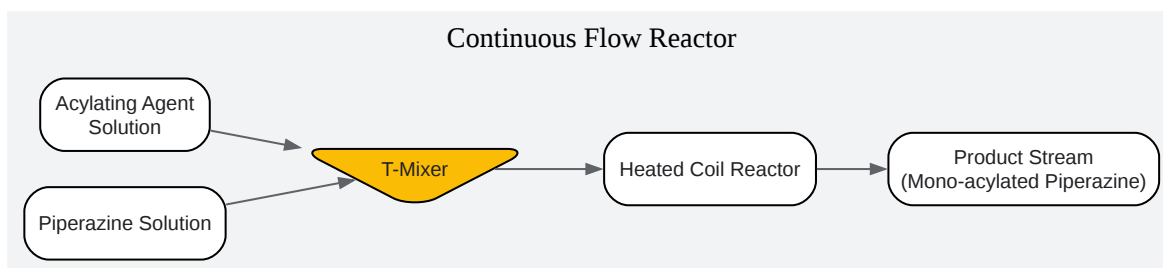 Continuous Flow Reactor
Acylating Agent
Solution
Piperazine Solution
T-Mixer
Heated Coil Reactor
Product Stream
(Mono-acylated Piperazine)